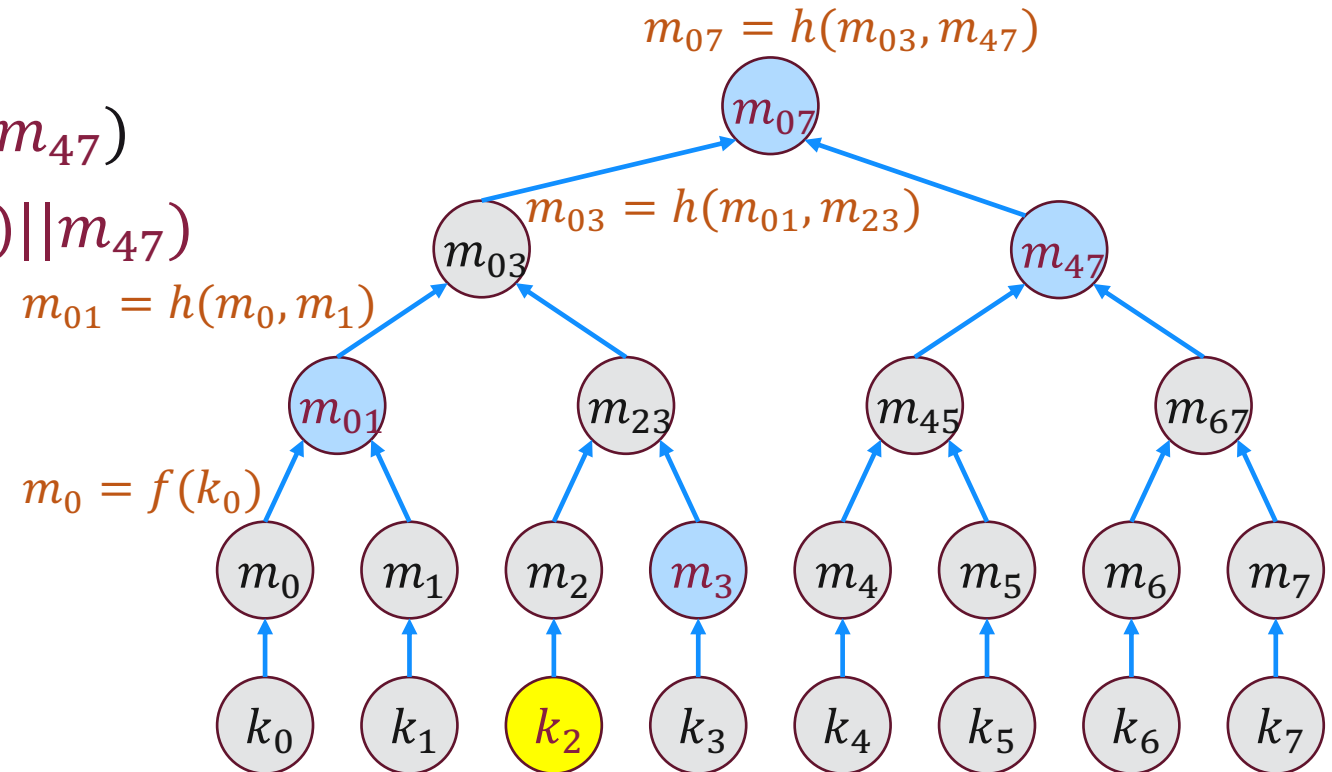 m₀₇ = h(m₀₃, m₄₇)
m₀₇
m₄₇)
)||m₄₇)
m₀₃ = h(m₀₁, m₂₃)
m₀₃
m₄₇
m₀₁ = h(m₀, m₁)
m₀₁
m₂₃
m₄₅
m₆₇
m₀ = f(k₀)
m₀ m₁ m₂ m₃ m₄ m₅ m₆ m₇
k₀ k₁ k₂ k₃ k₄ k₅ k₆ k₇